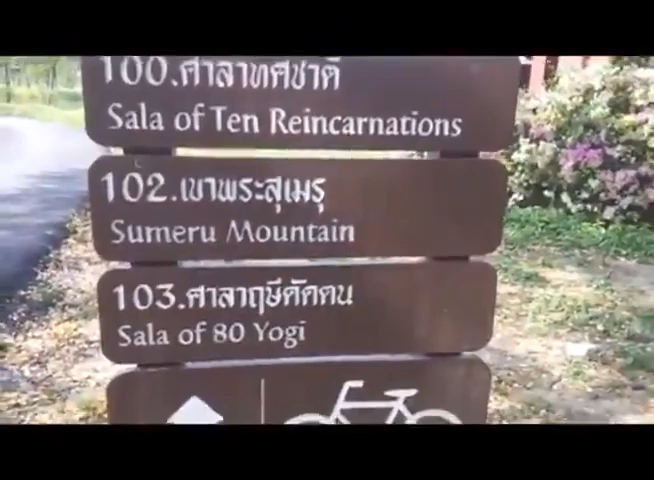 100.ศาลาทศชาติ
Sala of Ten Reincarnations
102.เขาพระสุเมรุ
Sumeru Mountain
103.ศาลาฤๅษีดัดตน
Sala of 80 Yogi